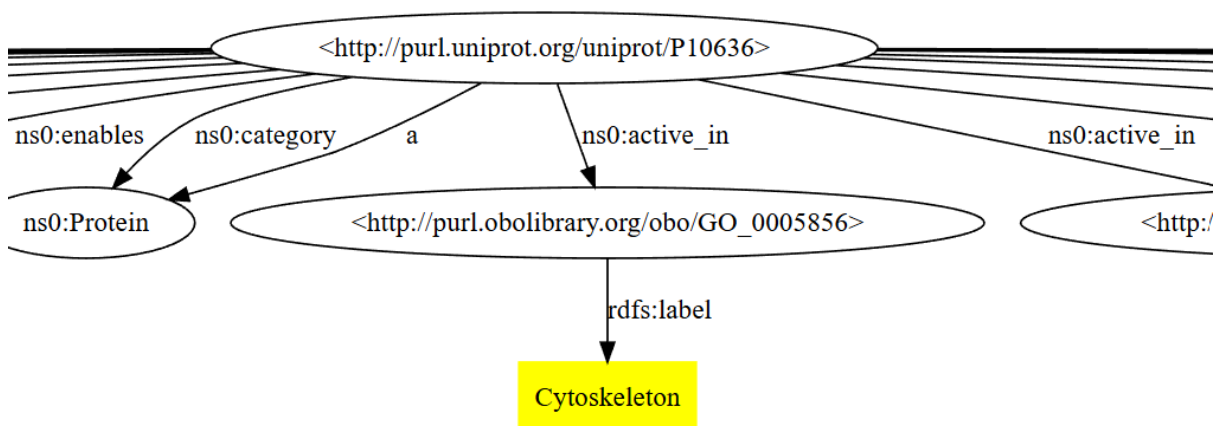 <http://purl.uniprot.org/uniprot/P10636>
ns0:enables
ns0:category
a
ns0:active_in
ns0:active_in
ns0:Protein
<http://purl.obolibrary.org/obo/GO_0005856>
<http://
rdfs:label
Cytoskeleton